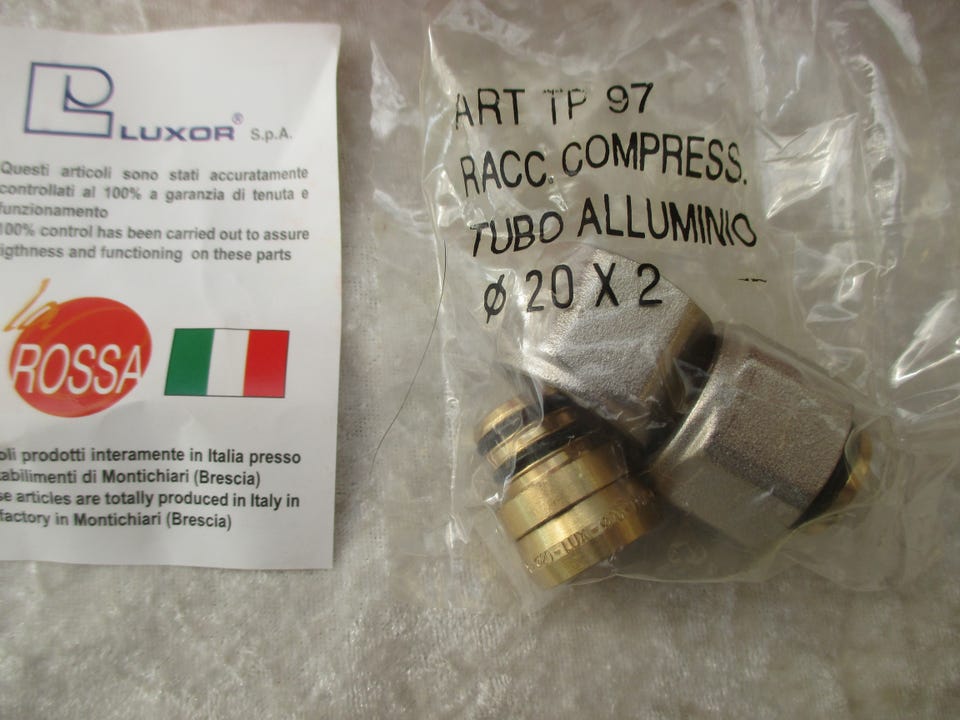 LUXOR® S.p.A.
Questi articoli sono stati accuratamente
controllati al 100% a garanzia di tenuta e
funzionamento
100% control has been carried out to assure
igthness and functioning on these parts
la
ROSSA
oli prodotti interamente in Italia presso
abilimenti di Montichiari (Brescia)
se articles are totally produced in Italy in
factory in Montichiari (Brescia)
ART TP 97
RACC. COMPRESS.
TUBO ALLUMINIO
Ø 20 X 2